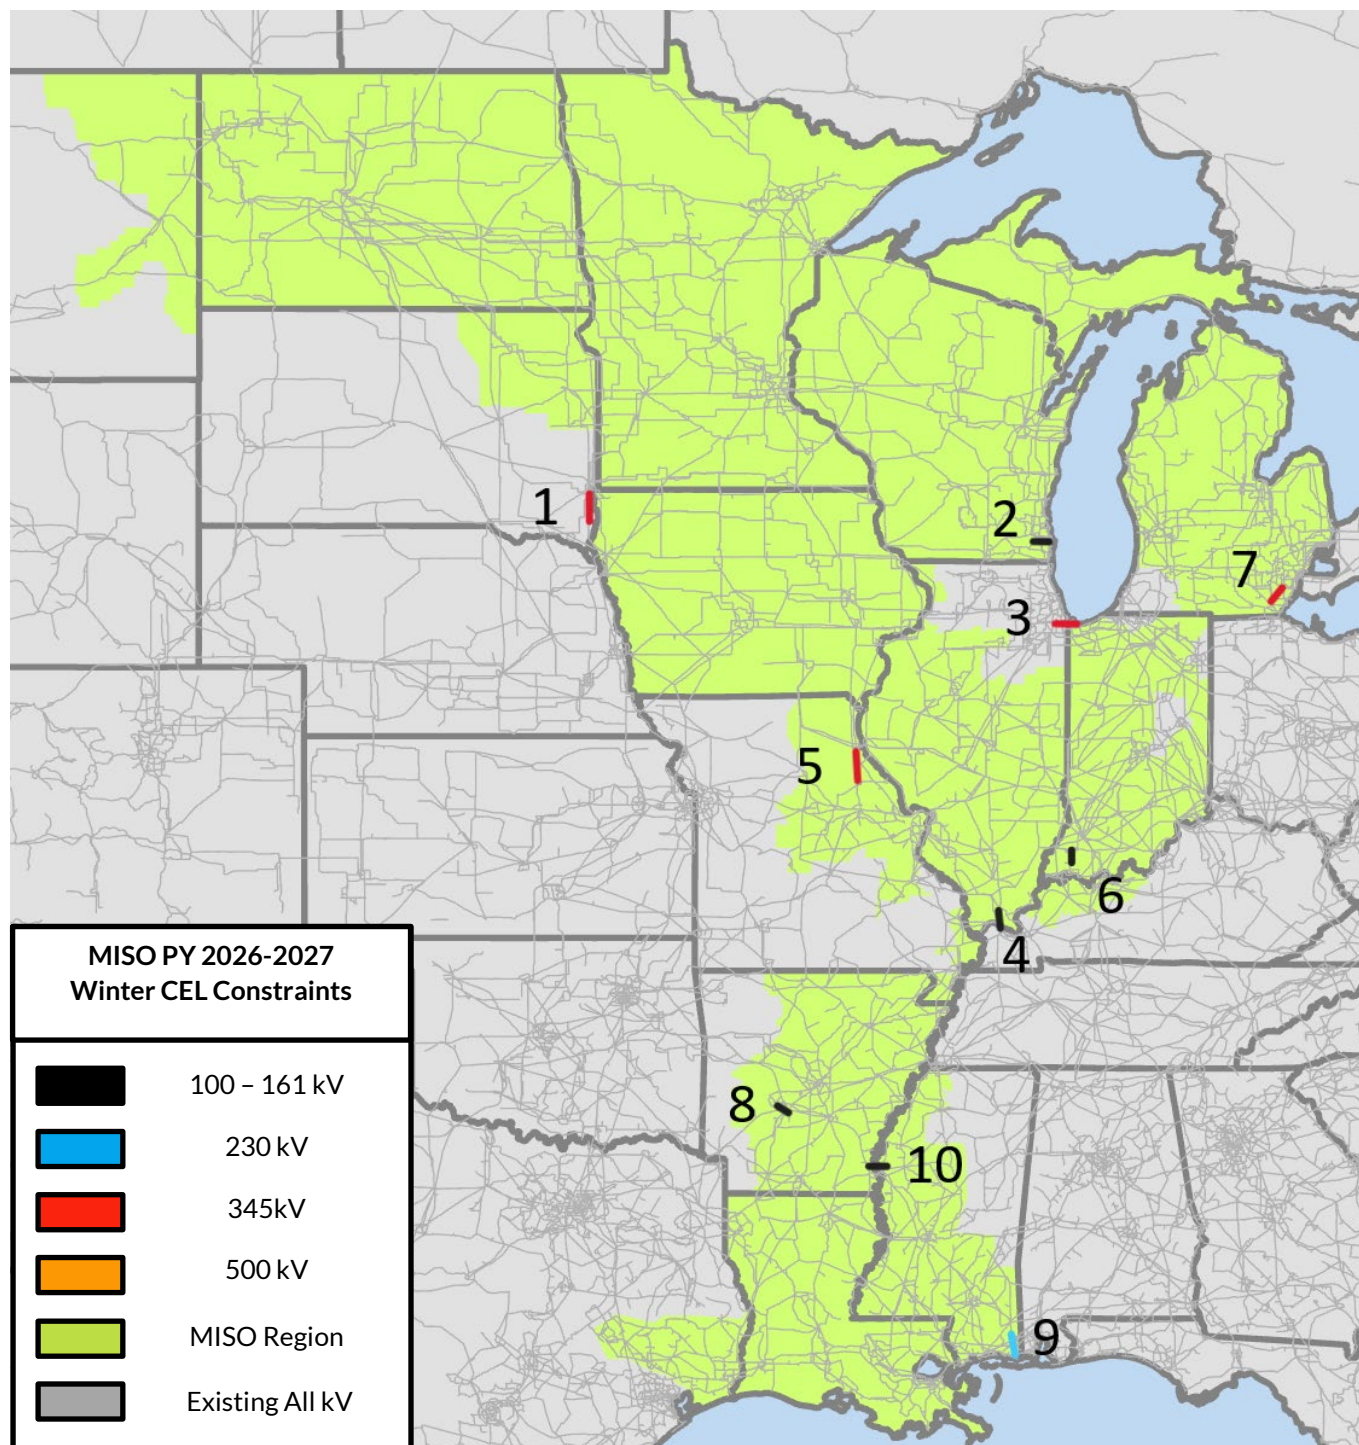 1
2
7
3
5
6
4
8
10
9
MISO PY 2026-2027
Winter CEL Constraints
100 – 161 kV
230 kV
345kV
500 kV
MISO Region
Existing All kV